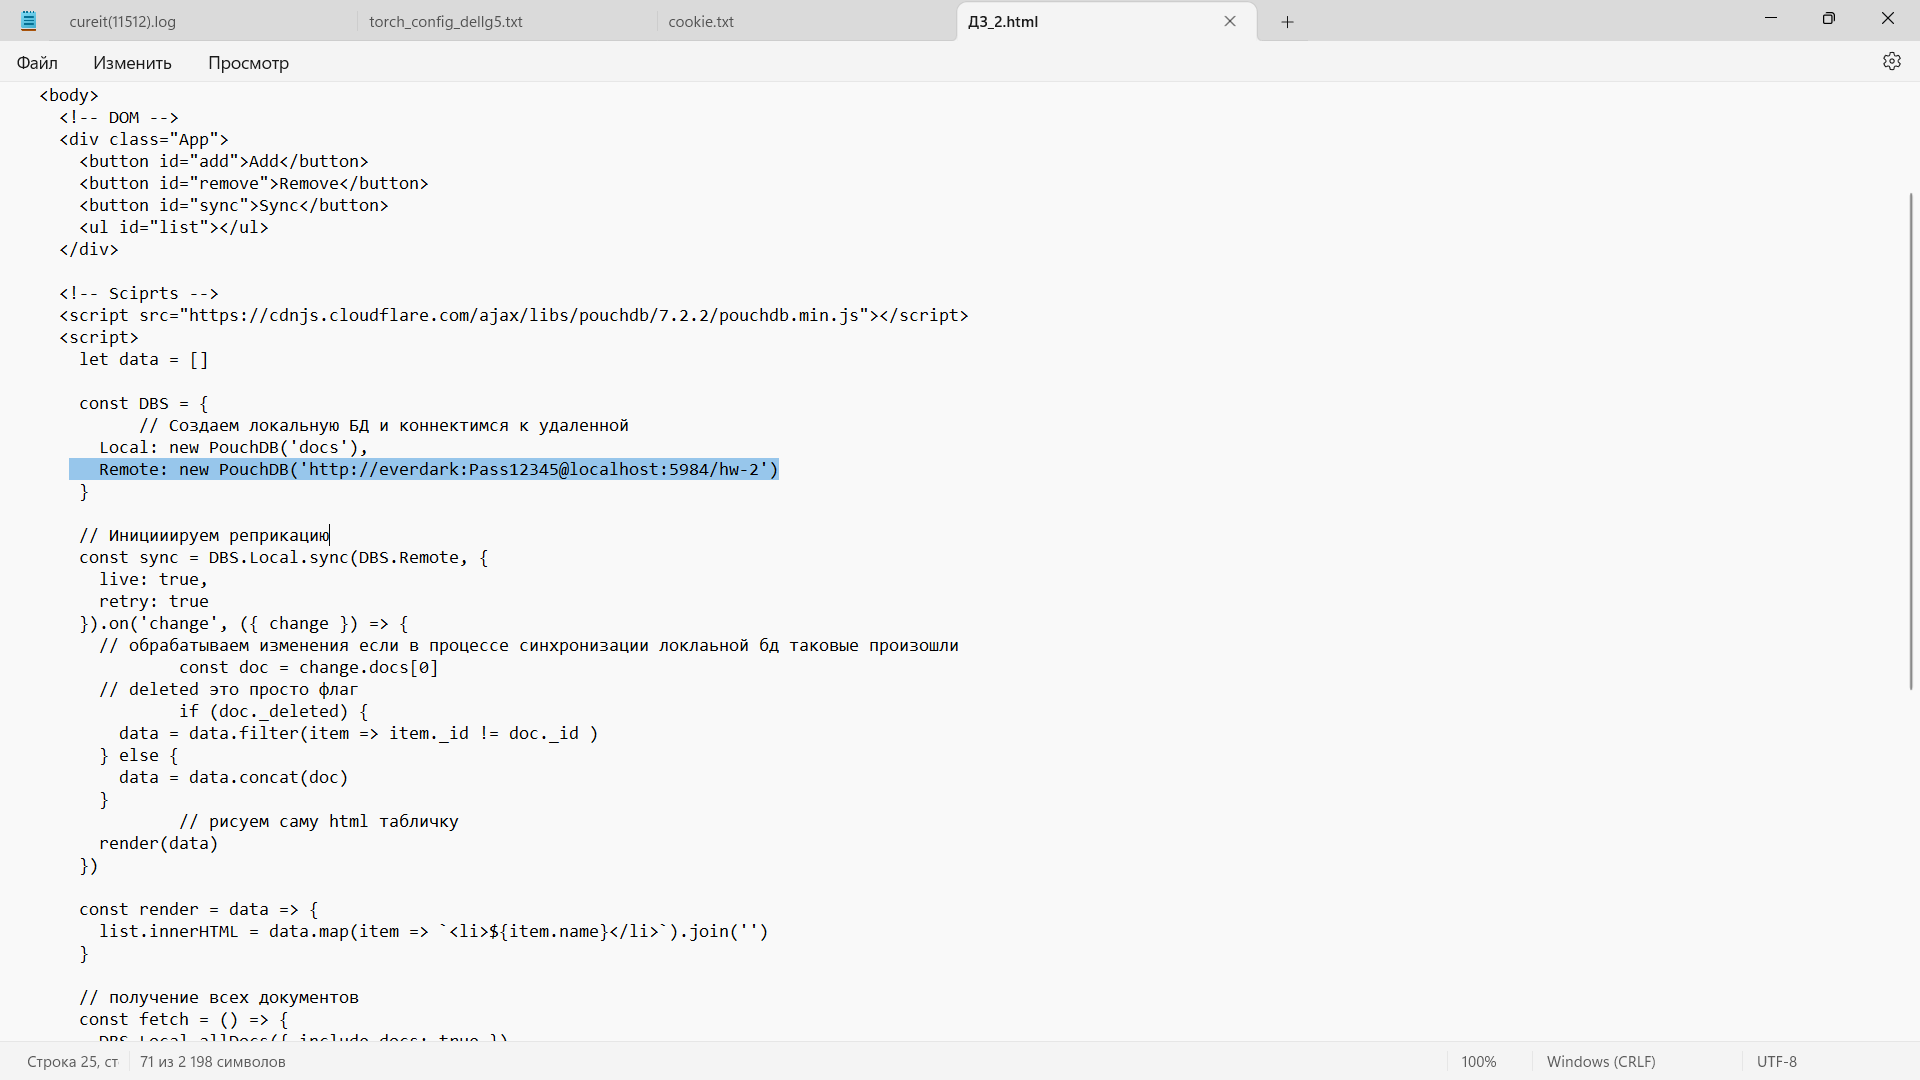 cureit(11512).log
torch_config_dellg5.txt
cookie.txt
ДЗ_2.html
Файл Изменить Просмотр
<body>
<!-- DOM -->
<div class="App">
<button id="add">Add</button>
<button id="remove">Remove</button>
<button id="sync">Sync</button>
<ul id="list"></ul>
</div>
<!-- Sciprts -->
<script src="https://cdnjs.cloudflare.com/ajax/libs/pouchdb/7.2.2/pouchdb.min.js"></script>
<script>
let data = []
const DBS = {
// Создаем локальную БД и коннектимся к удаленной
Local: new PouchDB('docs'),
Remote: new PouchDB('http://everdark:Pass12345@localhost:5984/hw-2')
}
// Инициируем реприкацию
const sync = DBS.Local.sync(DBS.Remote, {
live: true,
retry: true
}).on('change', ({ change }) => {
// обрабатываем изменения если в процессе синхронизации локлаьной бд таковые произошли
const doc = change.docs[0]
// deleted это просто флаг
if (doc._deleted) {
data = data.filter(item => item._id != doc._id )
} else {
data = data.concat(doc)
}
// рисуем саму html табличку
render(data)
})
const render = data => {
list.innerHTML = data.map(item => `<li>${item.name}</li>`).join('')
}
// получение всех документов
const fetch = () => {
DBS.Local.allDocs({ include_docs: true })
Строка 25, ст
71 из 2 198 символов
100%
Windows (CRLF)
UTF-8